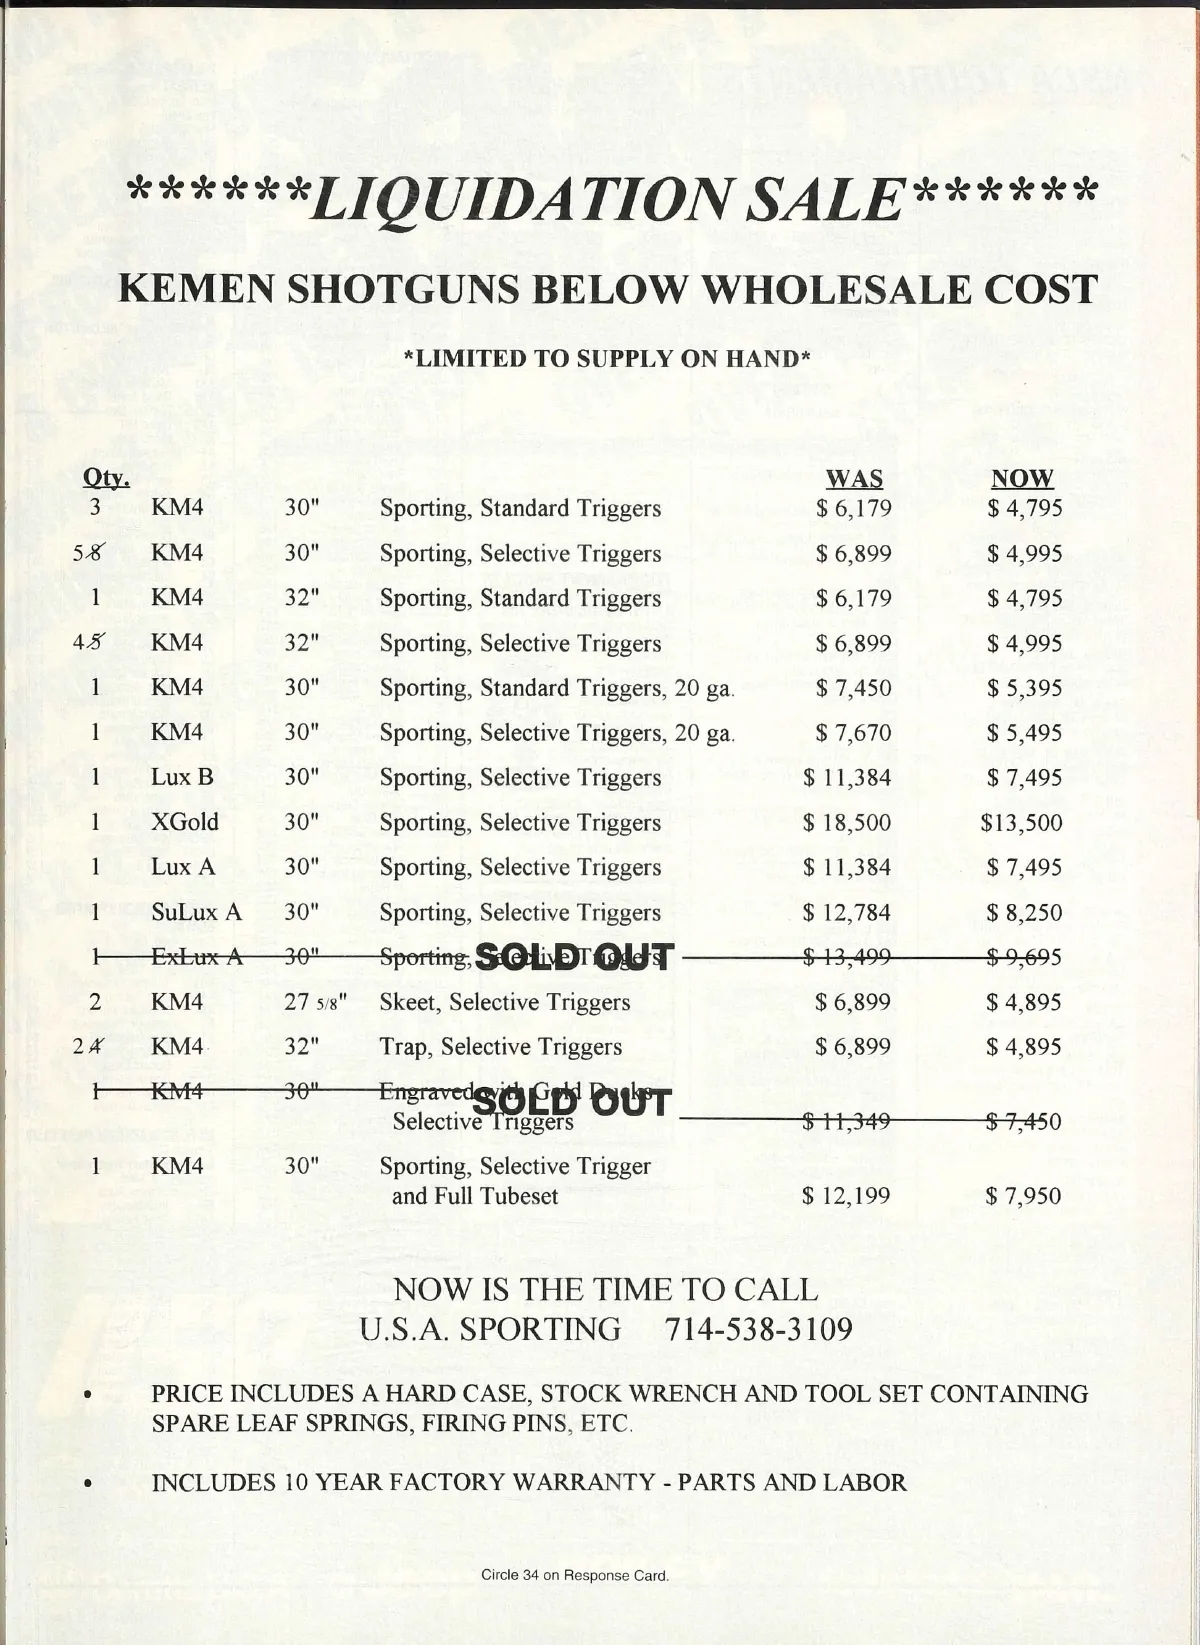 ******LIQUIDATION SALE******
KEMEN SHOTGUNS BELOW WHOLESALE COST
*LIMITED TO SUPPLY ON HAND*
Qty. WAS NOW
3 KM4 30" Sporting, Standard Triggers $ 6,179 $ 4,795
5 8 KM4 30" Sporting, Selective Triggers $ 6,899 $ 4,995
1 KM4 32" Sporting, Standard Triggers $ 6,179 $ 4,795
4 5 KM4 32" Sporting, Selective Triggers $ 6,899 $ 4,995
1 KM4 30" Sporting, Standard Triggers, 20 ga. $ 7,450 $ 5,395
1 KM4 30" Sporting, Selective Triggers, 20 ga. $ 7,670 $ 5,495
1 Lux B 30" Sporting, Selective Triggers $ 11,384 $ 7,495
1 XGold 30" Sporting, Selective Triggers $ 18,500 $13,500
1 Lux A 30" Sporting, Selective Triggers $ 11,384 $ 7,495
1 SuLux A 30" Sporting, Selective Triggers $ 12,784 $ 8,250
1 ExLux A 30" Sporting, Selective Triggers SOLD OUT $ 13,499 $ 9,695
2 KM4 27 5/8" Skeet, Selective Triggers $ 6,899 $ 4,895
2 4 KM4 32" Trap, Selective Triggers $ 6,899 $ 4,895
1 KM4 30" Engraved with Gold Ducks
SOLD OUT
Selective Triggers $ 11,349 $ 7,450
1 KM4 30" Sporting, Selective Trigger
and Full Tubeset $ 12,199 $ 7,950
NOW IS THE TIME TO CALL
U.S.A. SPORTING 714-538-3109
• PRICE INCLUDES A HARD CASE, STOCK WRENCH AND TOOL SET CONTAINING
SPARE LEAF SPRINGS, FIRING PINS, ETC.
• INCLUDES 10 YEAR FACTORY WARRANTY - PARTS AND LABOR
Circle 34 on Response Card.